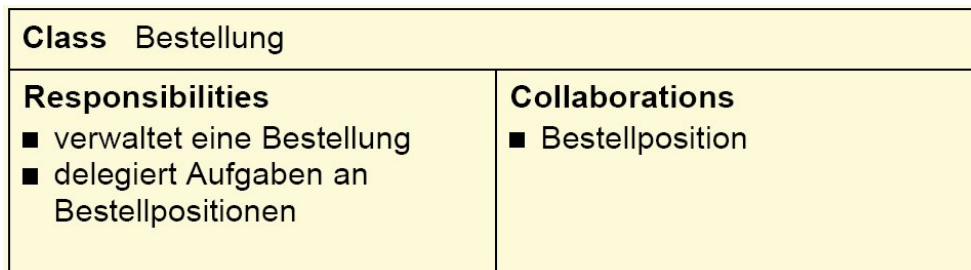 Class Bestellung
Responsibilities
■ verwaltet eine Bestellung
■ delegiert Aufgaben an
Bestellpositionen
Collaborations
■ Bestellposition